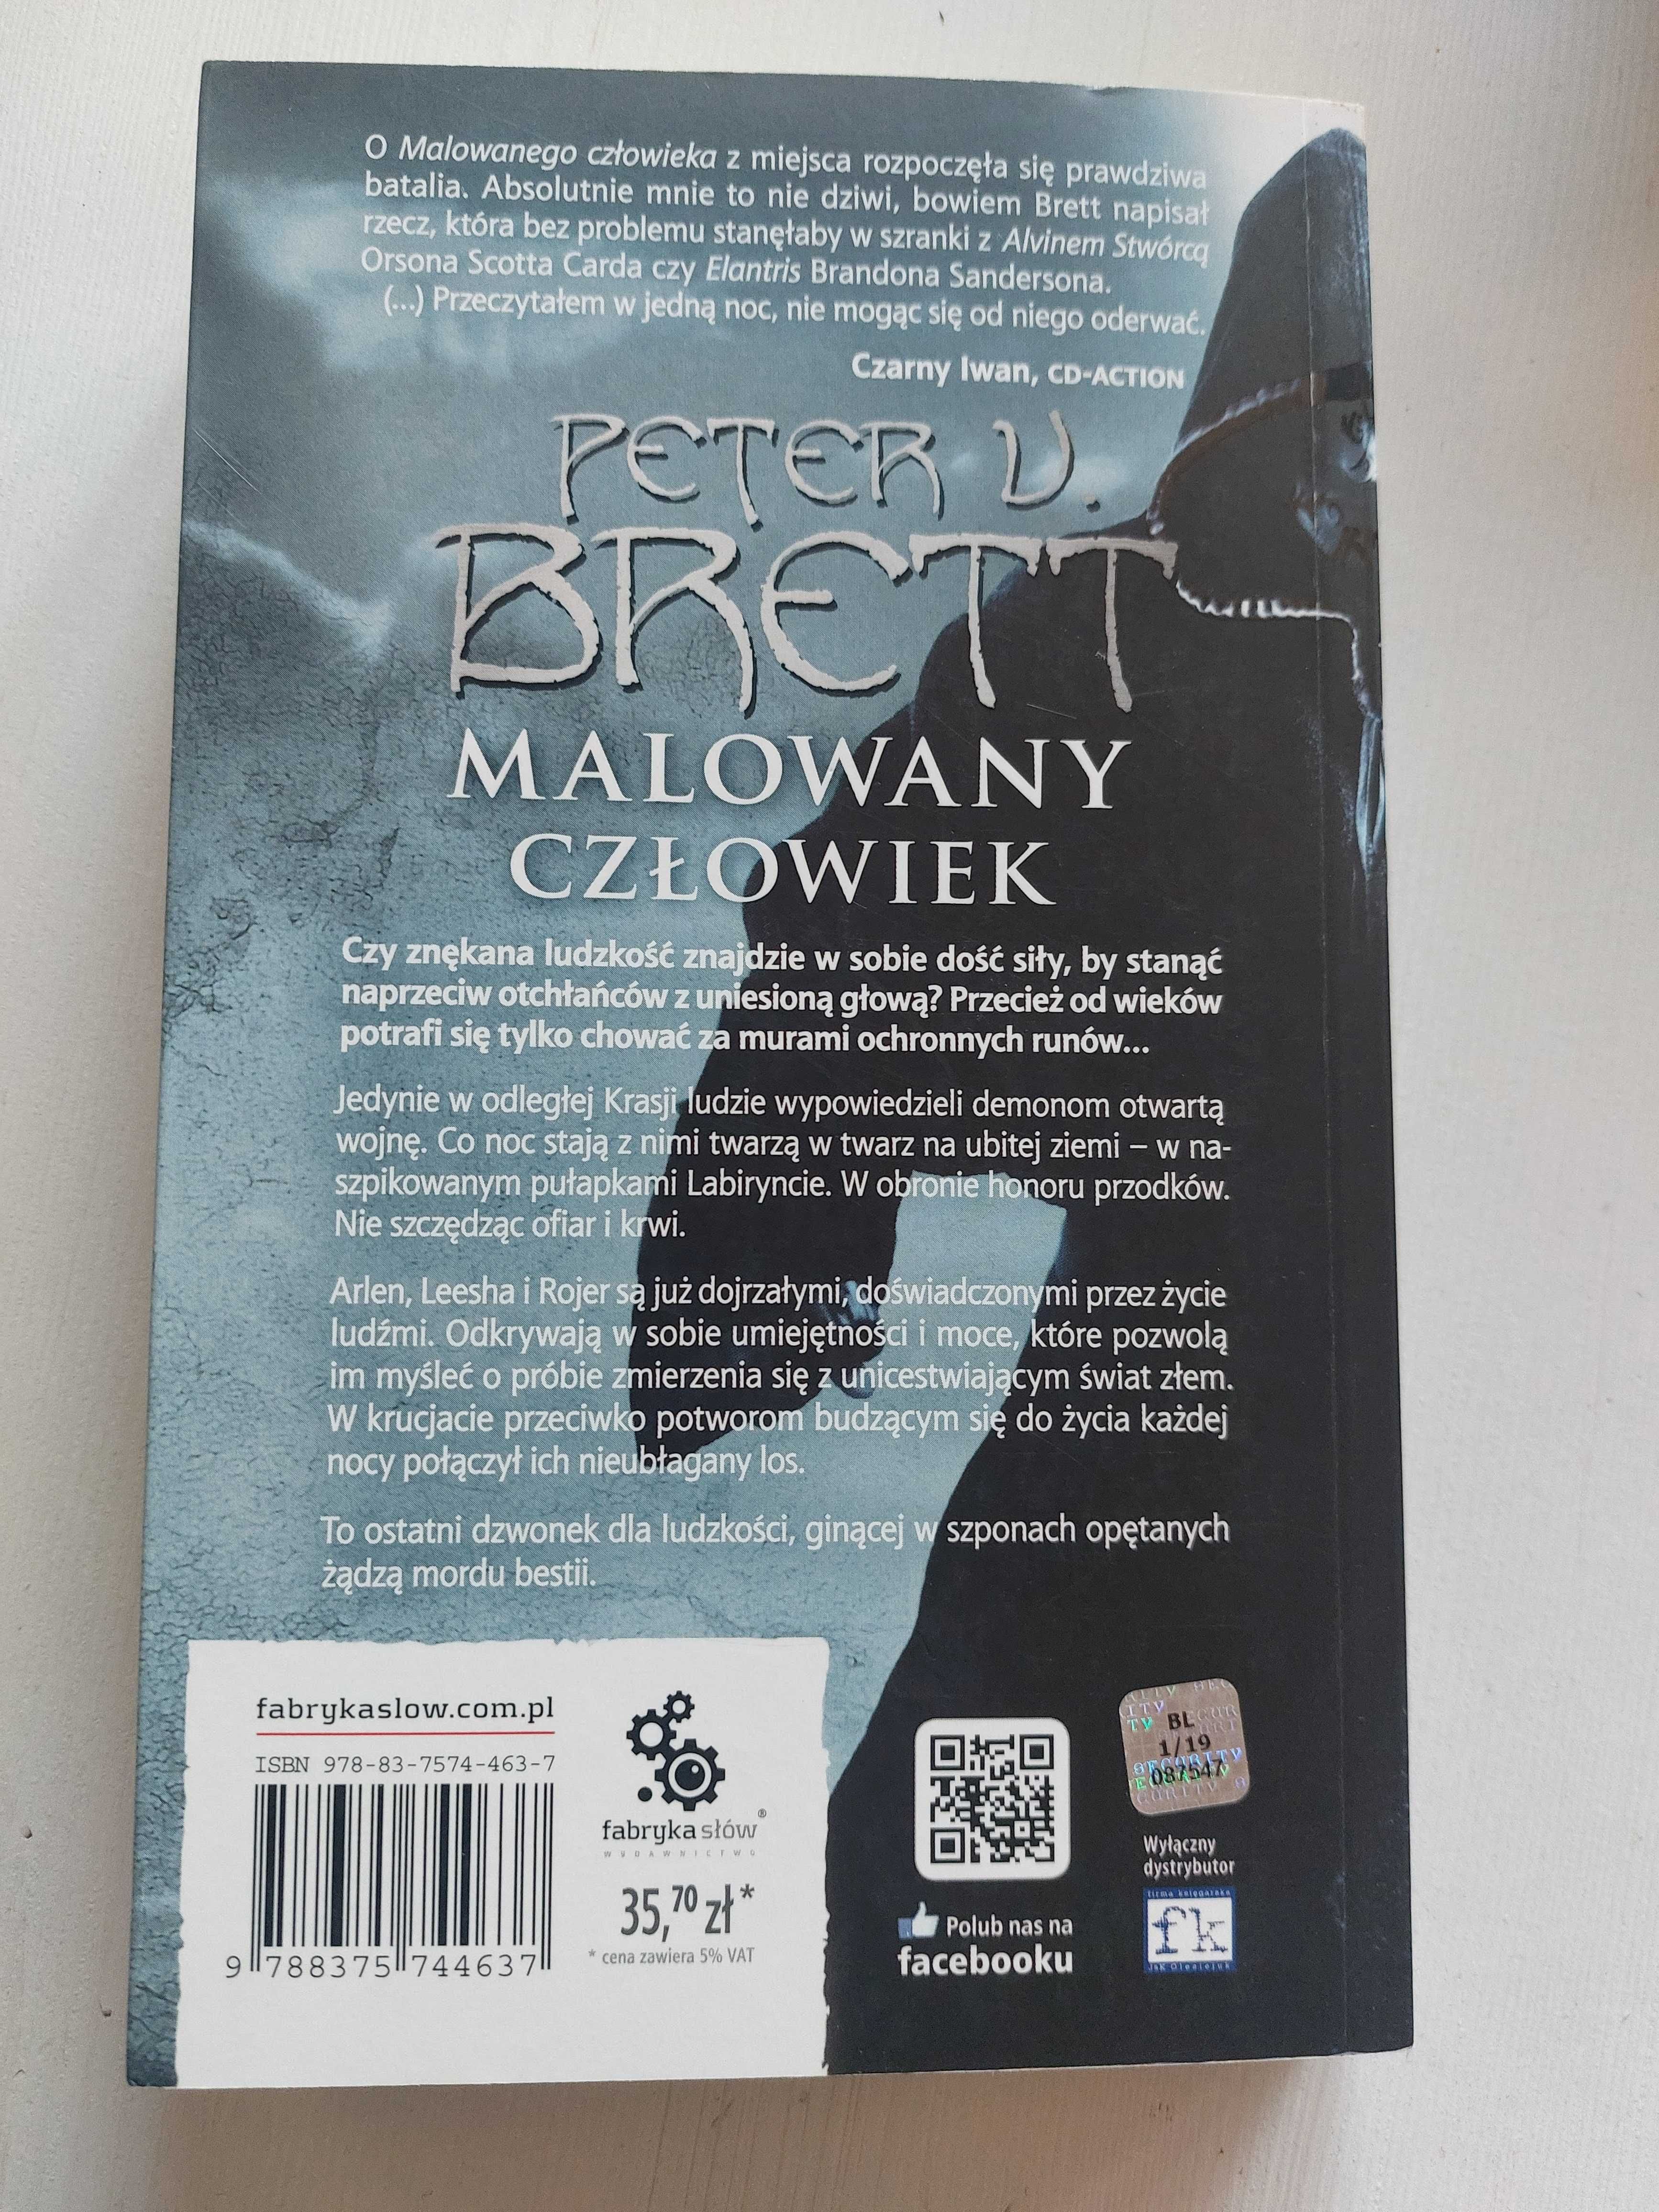 O Malowanego człowieka z miejsca rozpoczęła się prawdziwa
batalia. Absolutnie mnie to nie dziwi, bowiem Brett napisał
rzecz, która bez problemu stanęłaby w szranki z Alvinem Stwórcą
Orsona Scotta Carda czy Elantris Brandona Sandersona.
(...) Przeczytałem w jedną noc, nie mogąc się od niego oderwać.
Czarny Iwan, CD-ACTION
PETER V.
BRETT
MALOWANY
CZŁOWIEK
Czy znękana ludzkość znajdzie w sobie dość siły, by stanąć
naprzeciw otchłańców z uniesioną głową? Przecież od wieków
potrafi się tylko chować za murami ochronnych runów...
Jedynie w odległej Krasji ludzie wypowiedzieli demonom otwartą
wojnę. Co noc stają z nimi twarzą w twarz na ubitej ziemi – w na-
szpikowanym pułapkami Labiryncie. W obronie honoru przodków.
Nie szczędząc ofiar i krwi.
Arlen, Leesha i Rojer są już dojrzałymi, doświadczonymi przez życie
ludźmi. Odkrywają w sobie umiejętności i moce, które pozwolą
im myśleć o próbie zmierzenia się z unicestwiającym świat złem.
W krucjacie przeciwko potworom budzącym się do życia każdej
nocy połączył ich nieubłagany los.
To ostatni dzwonek dla ludzkości, ginącej w szponach opętanych
żądzą mordu bestii.
fabrykaslow.com.pl
ISBN 978-83-7574-463-7
9 788375 744637
fabryka słów®
WYDAWNICTWO
35,70 zł*
* cena zawiera 5% VAT
Polub nas na
facebooku
BL
1/19
SECURITY
087547
Wyłączny
dystrybutor
firma księgarska
fk
JsK Olesiejuk